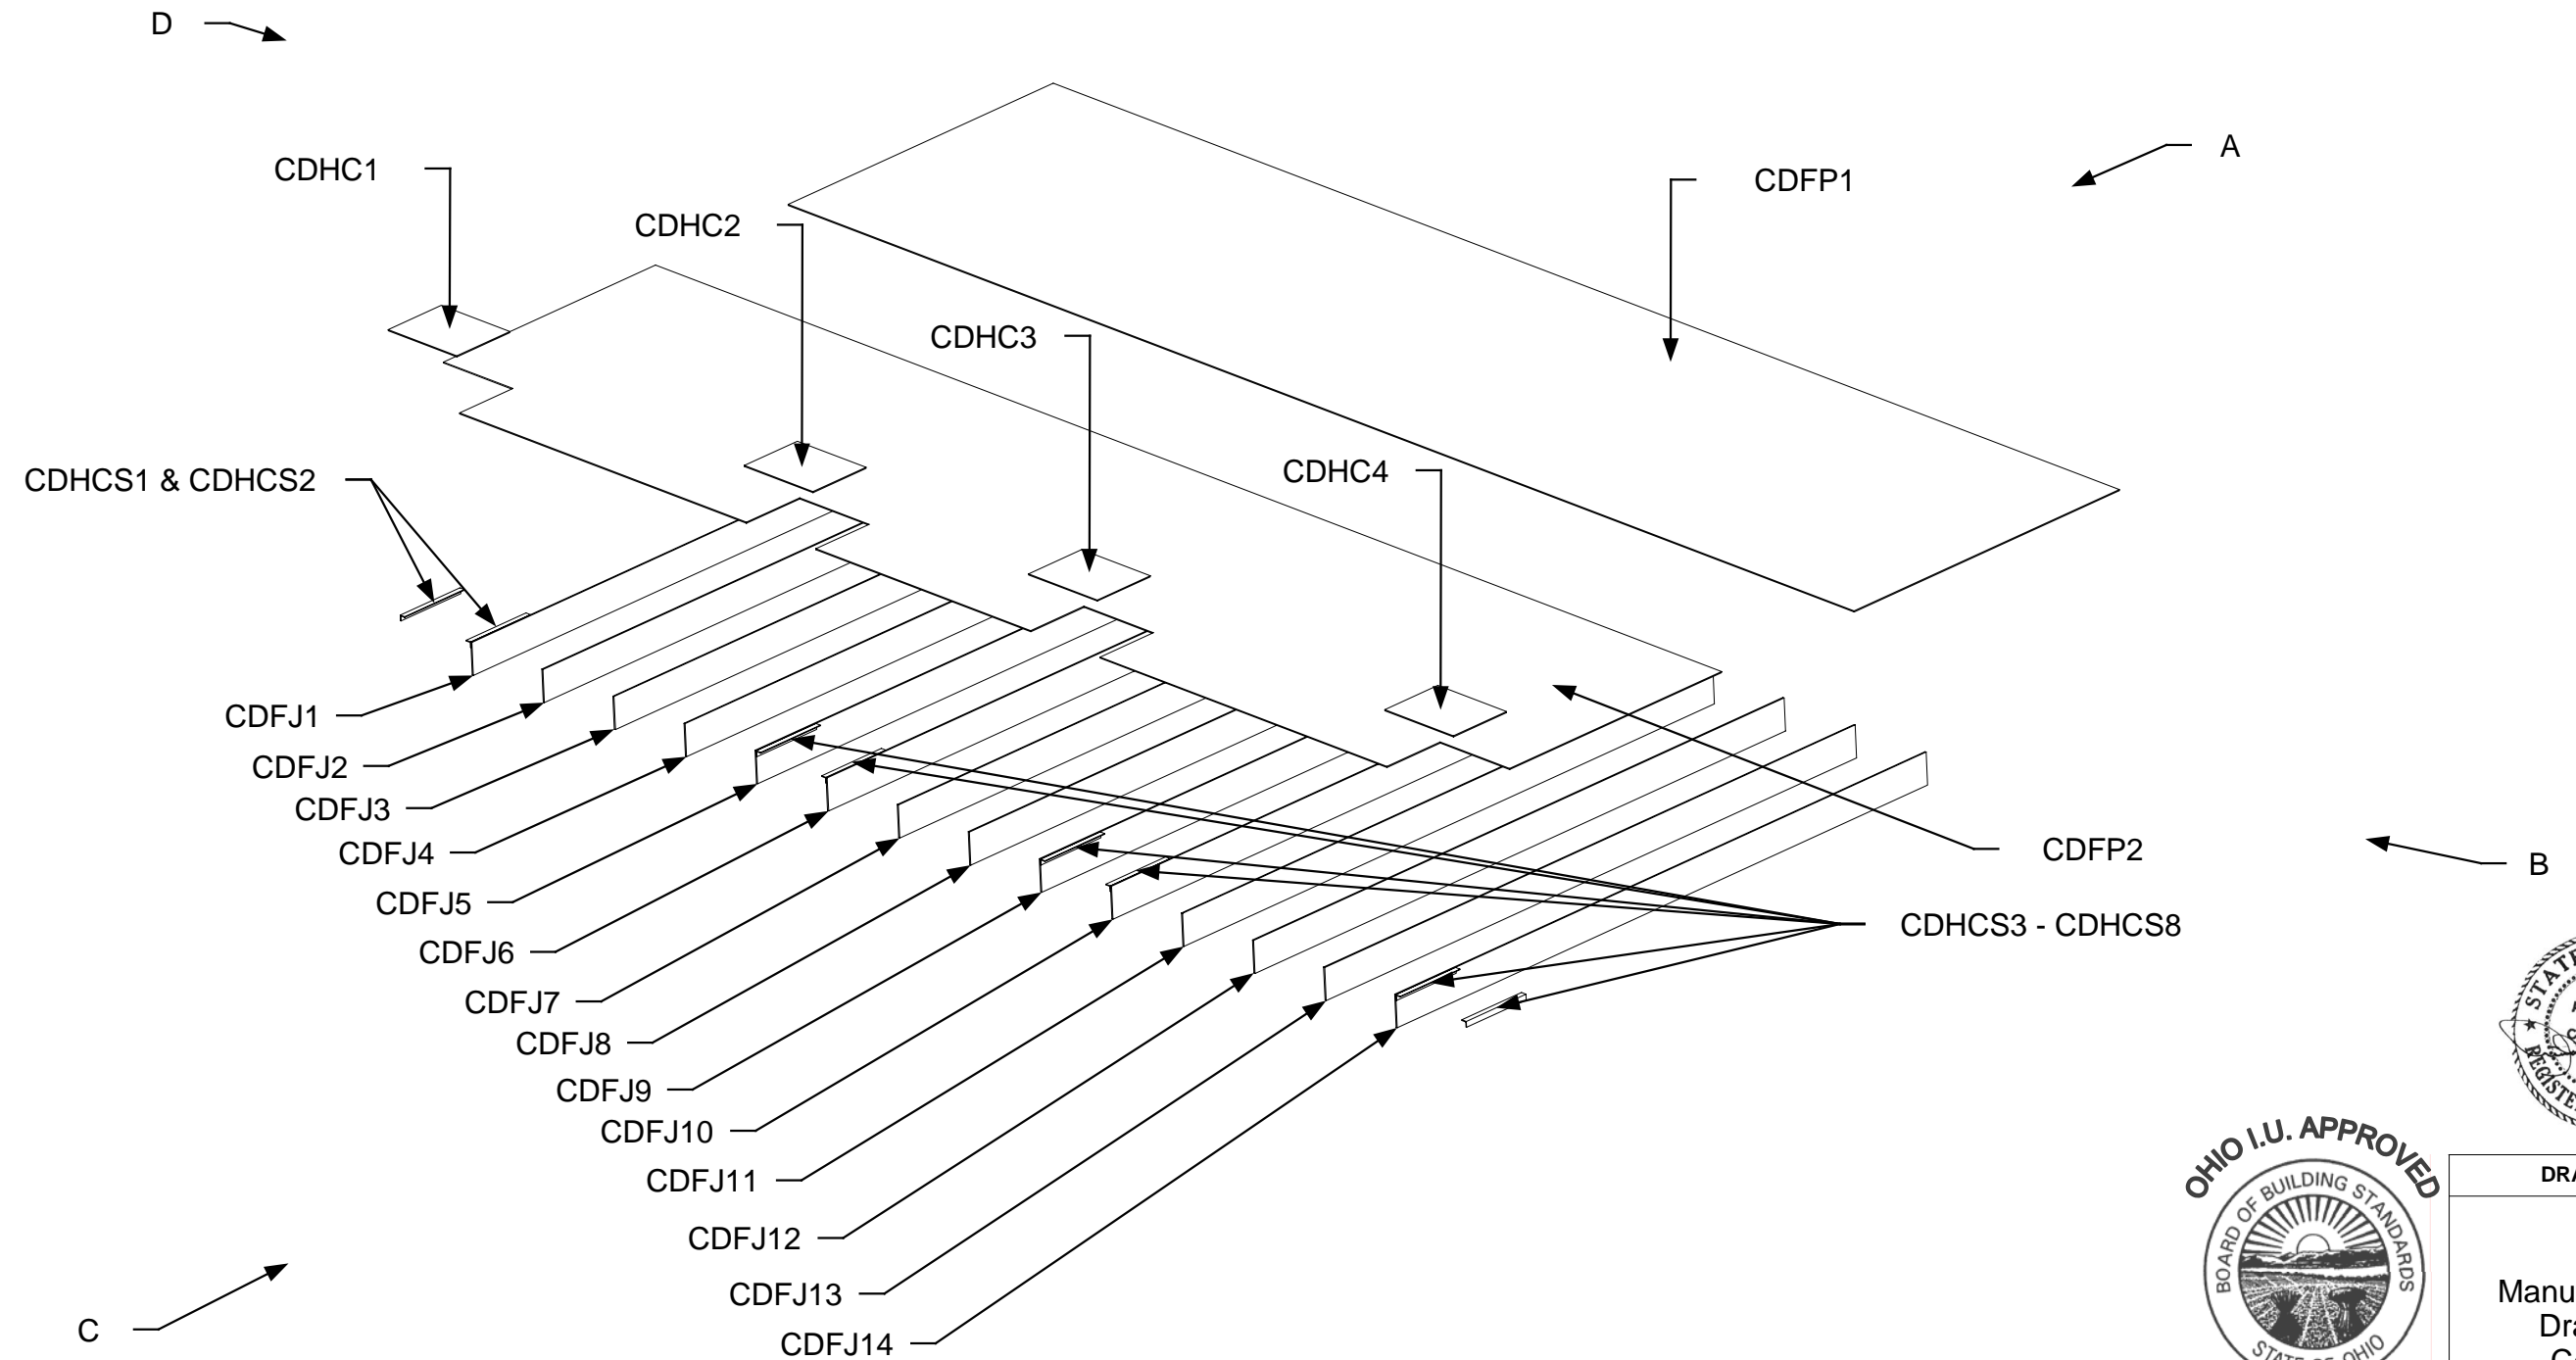 D
A
CDHC1
CDFP1
CDHC2
CDHC3
CDHC4
CDHCS1 & CDHCS2
CDFJ1
CDFJ2
CDFJ3
CDFJ4
CDFP2
B
CDFJ5
CDHCS3 - CDHCS8
CDFJ6
CDFJ7
CDFJ8
CDFJ9
CDFJ10
CDFJ11
CDFJ12
CDFJ13
C
CDFJ14
OHIO I.U. APPROVED
BOARD OF BUILDING STANDARDS
STATE OF OHIO